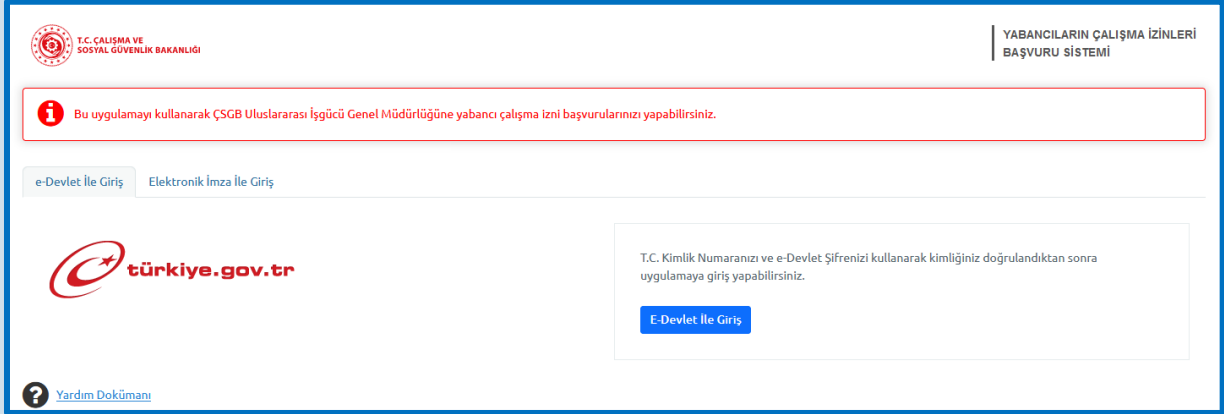 T.C. ÇALIŞMA VE
SOSYAL GÜVENLİK BAKANLIĞI
YABANCILARIN ÇALIŞMA İZİNLERİ
BAŞVURU SİSTEMİ
Bu uygulamayı kullanarak ÇSGB Uluslararası İşgücü Genel Müdürlüğüne yabancı çalışma izni başvurularınızı yapabilirsiniz.
e-Devlet İle Giriş
Elektronik İmza İle Giriş
türkiye.gov.tr
T.C. Kimlik Numaranızı ve e-Devlet Şifrenizi kullanarak kimliğiniz doğrulandıktan sonra
uygulamaya giriş yapabilirsiniz.
E-Devlet İle Giriş
Yardım Dokümanı